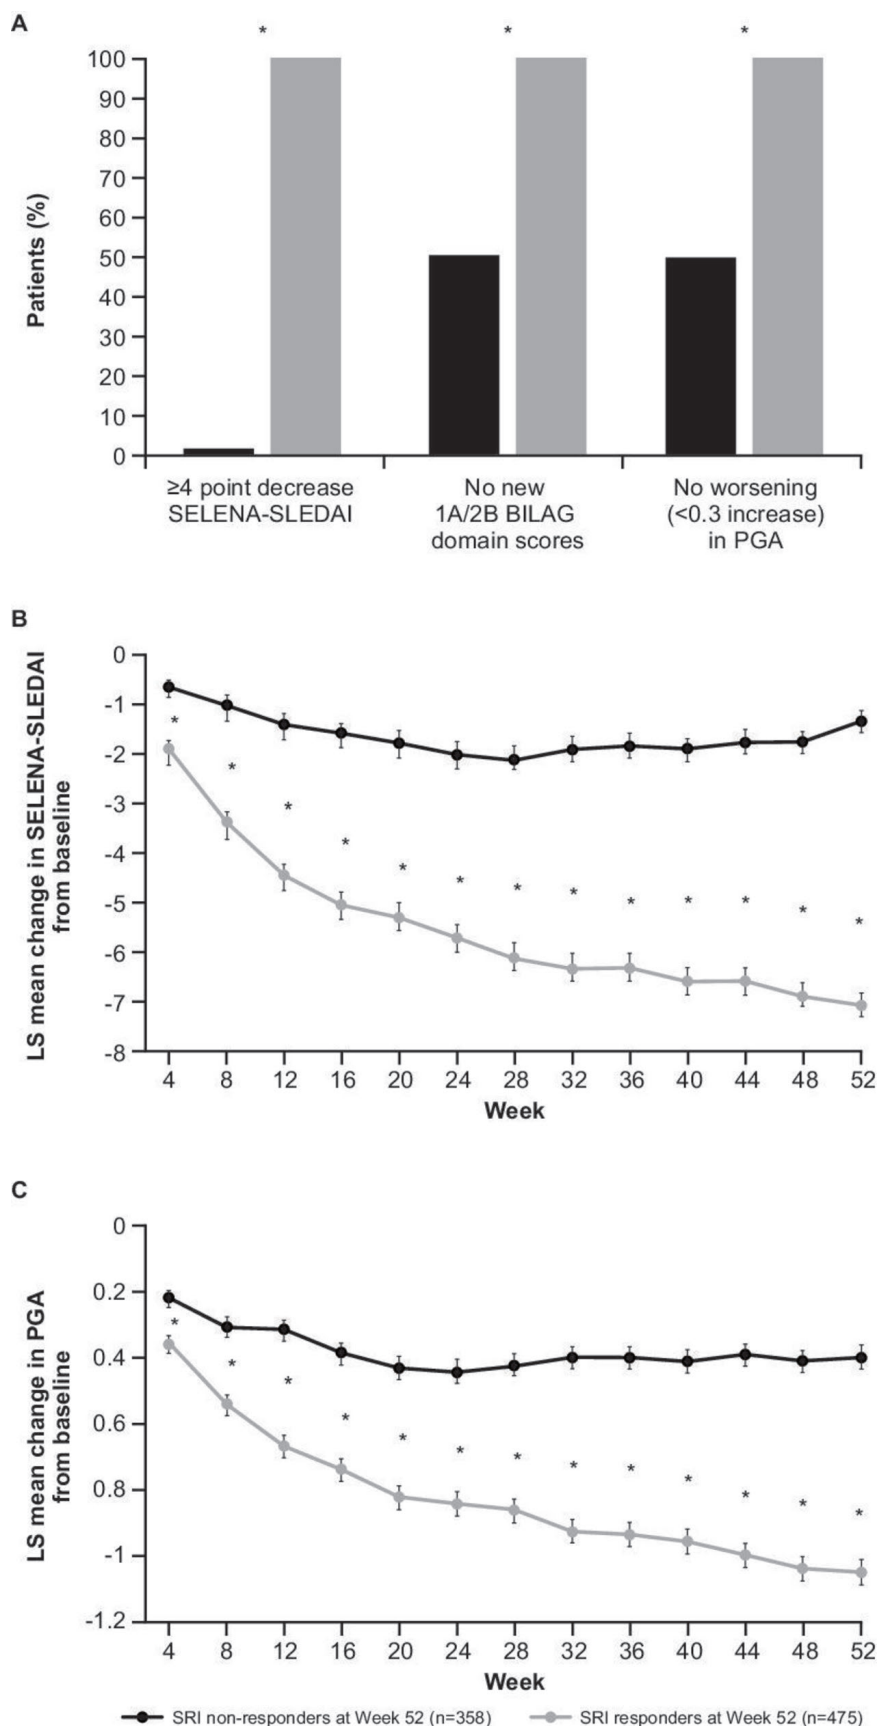 A
*
*
*
100
90
80
70
60
50
40
30
20
10
0
Patients (%)
≥4 point decrease
SELENA-SLEDAI
No new
1A/2B BILAG
domain scores
No worsening
(<0.3 increase)
in PGA
B
LS mean change in SELENA-SLEDAI
from baseline
0
-1
-2
-3
-4
-5
-6
-7
-8
* * * * * * * * * * * * *
4 8 12 16 20 24 28 32 36 40 44 48 52
Week
C
LS mean change in PGA
from baseline
0
0.2
0.4
0.6
0.8
-1
-1.2
* * * * * * * * * * * * *
4 8 12 16 20 24 28 32 36 40 44 48 52
Week
SRI non-responders at Week 52 (n=358)
SRI responders at Week 52 (n=475)